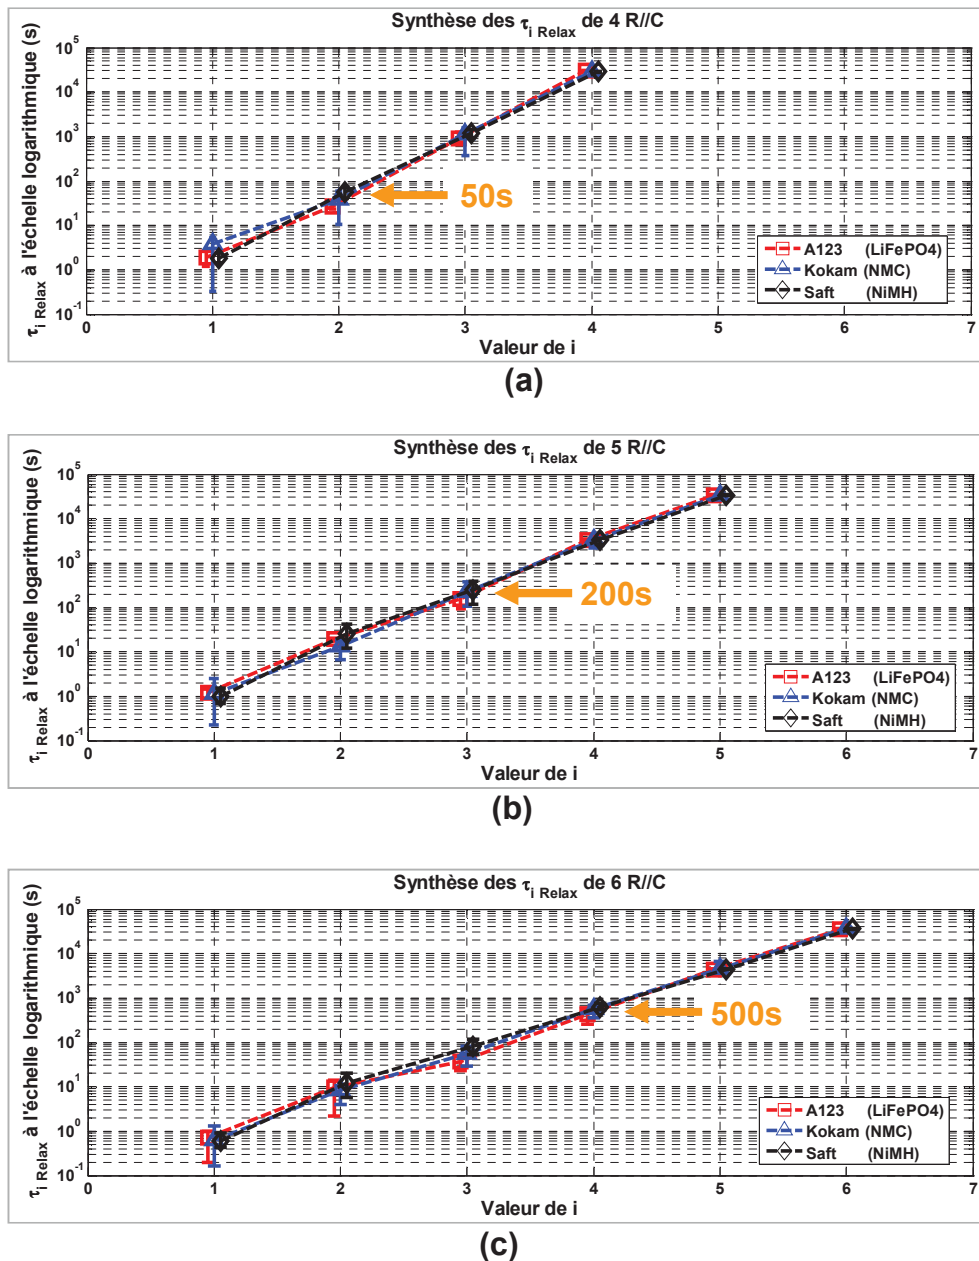 Synthèse des τi Relax de 4 R//C
τi Relax à l'échelle logarithmique (s)
10^5
10^4
10^3
10^2
10^1
10^0
10^-1
50s
A123 (LiFePO4)
Kokam (NMC)
Saft (NiMH)
0 1 2 3 4 5 6 7
Valeur de i
(a)
Synthèse des τi Relax de 5 R//C
τi Relax à l'échelle logarithmique (s)
10^5
10^4
10^3
10^2
10^1
10^0
10^-1
200s
A123 (LiFePO4)
Kokam (NMC)
Saft (NiMH)
0 1 2 3 4 5 6 7
Valeur de i
(b)
Synthèse des τi Relax de 6 R//C
τi Relax à l'échelle logarithmique (s)
10^5
10^4
10^3
10^2
10^1
10^0
10^-1
500s
A123 (LiFePO4)
Kokam (NMC)
Saft (NiMH)
0 1 2 3 4 5 6 7
Valeur de i
(c)